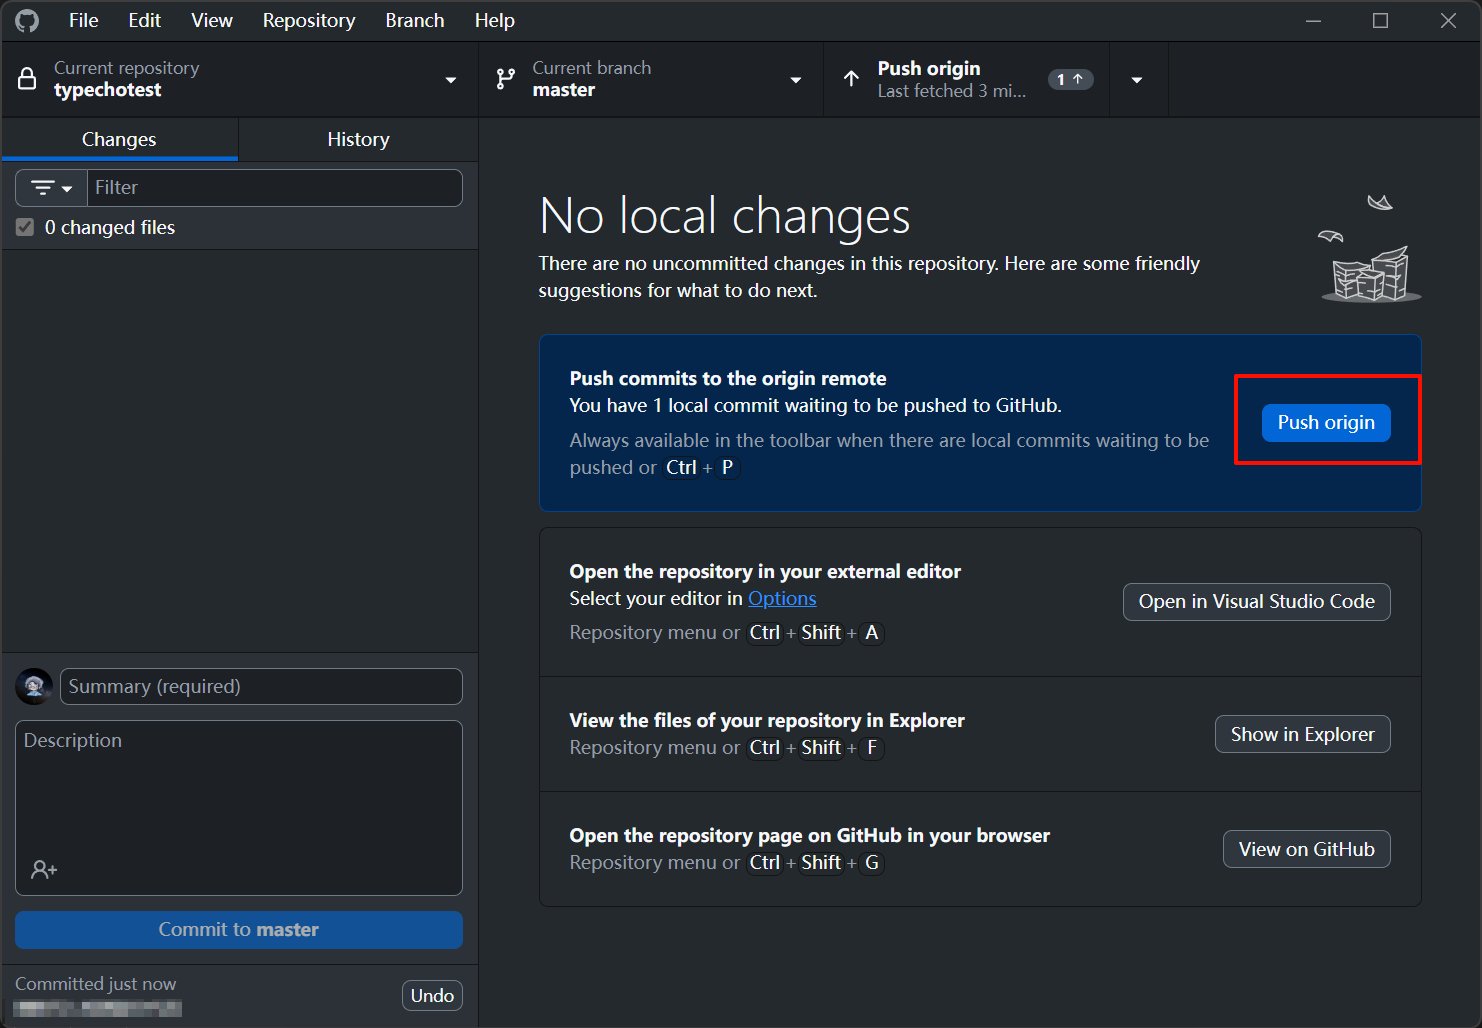 File Edit View Repository Branch Help
Current repository
typechotest
Current branch
master
Push origin
Last fetched 3 mi...
1
Changes
History
Filter
0 changed files
No local changes
There are no uncommitted changes in this repository. Here are some friendly
suggestions for what to do next.
Push commits to the origin remote
You have 1 local commit waiting to be pushed to GitHub.
Always available in the toolbar when there are local commits waiting to be
pushed or Ctrl + P
Push origin
Open the repository in your external editor
Select your editor in Options
Repository menu or Ctrl + Shift + A
Open in Visual Studio Code
View the files of your repository in Explorer
Repository menu or Ctrl + Shift + F
Show in Explorer
Open the repository page on GitHub in your browser
Repository menu or Ctrl + Shift + G
View on GitHub
Summary (required)
Description
Commit to master
Committed just now
Undo